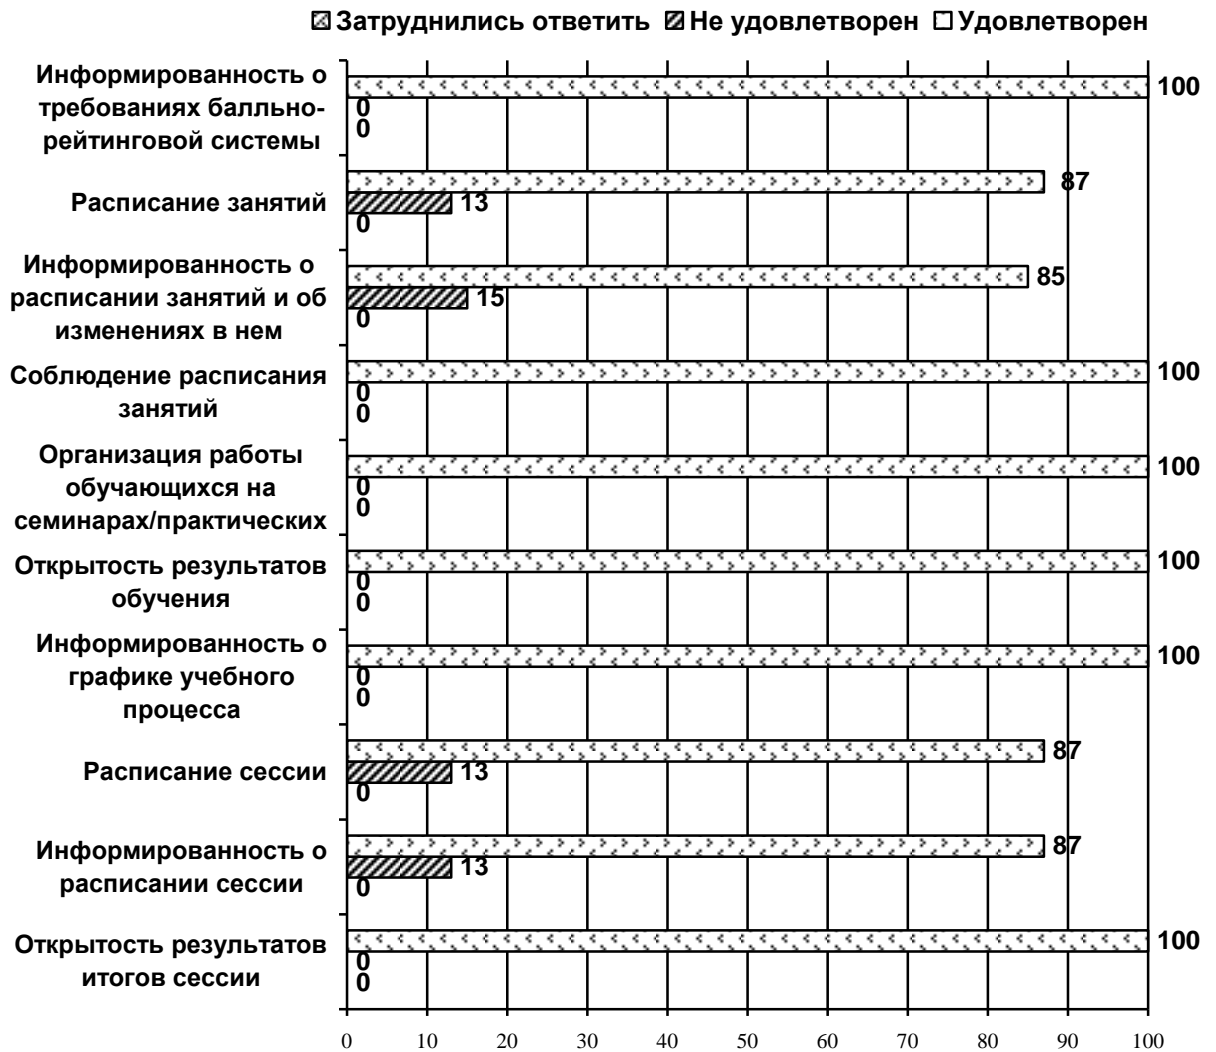 Затруднились ответить Не удовлетворен Удовлетворен
Информированность о
требованиях балльно-
рейтинговой системы
100
0
0
Расписание занятий
87
13
0
Информированность о
расписании занятий и об
изменениях в нем
85
15
0
Соблюдение расписания
занятий
100
0
0
Организация работы
обучающихся на
семинарах/практических
100
0
0
Открытость результатов
обучения
100
0
0
Информированность о
графике учебного
процесса
100
0
0
Расписание сессии
87
13
0
Информированность о
расписании сессии
87
13
0
Открытость результатов
итогов сессии
100
0
0
0 10 20 30 40 50 60 70 80 90 100